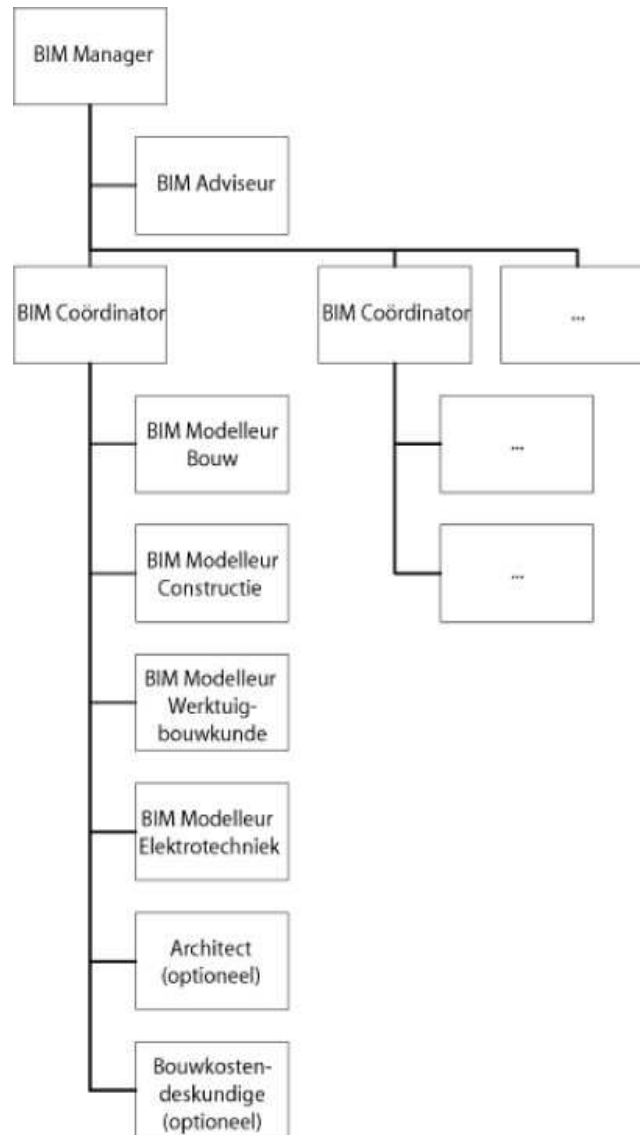 BIM Manager
BIM Adviseur
BIM Coördinator
BIM Coördinator
...
BIM Modelleur
Bouw
...
BIM Modelleur
Constructie
...
BIM Modelleur
Werktuig-
bouwkunde
BIM Modelleur
Elektrotechniek
Architect
(optioneel)
Bouwkosten-
deskundige
(optioneel)